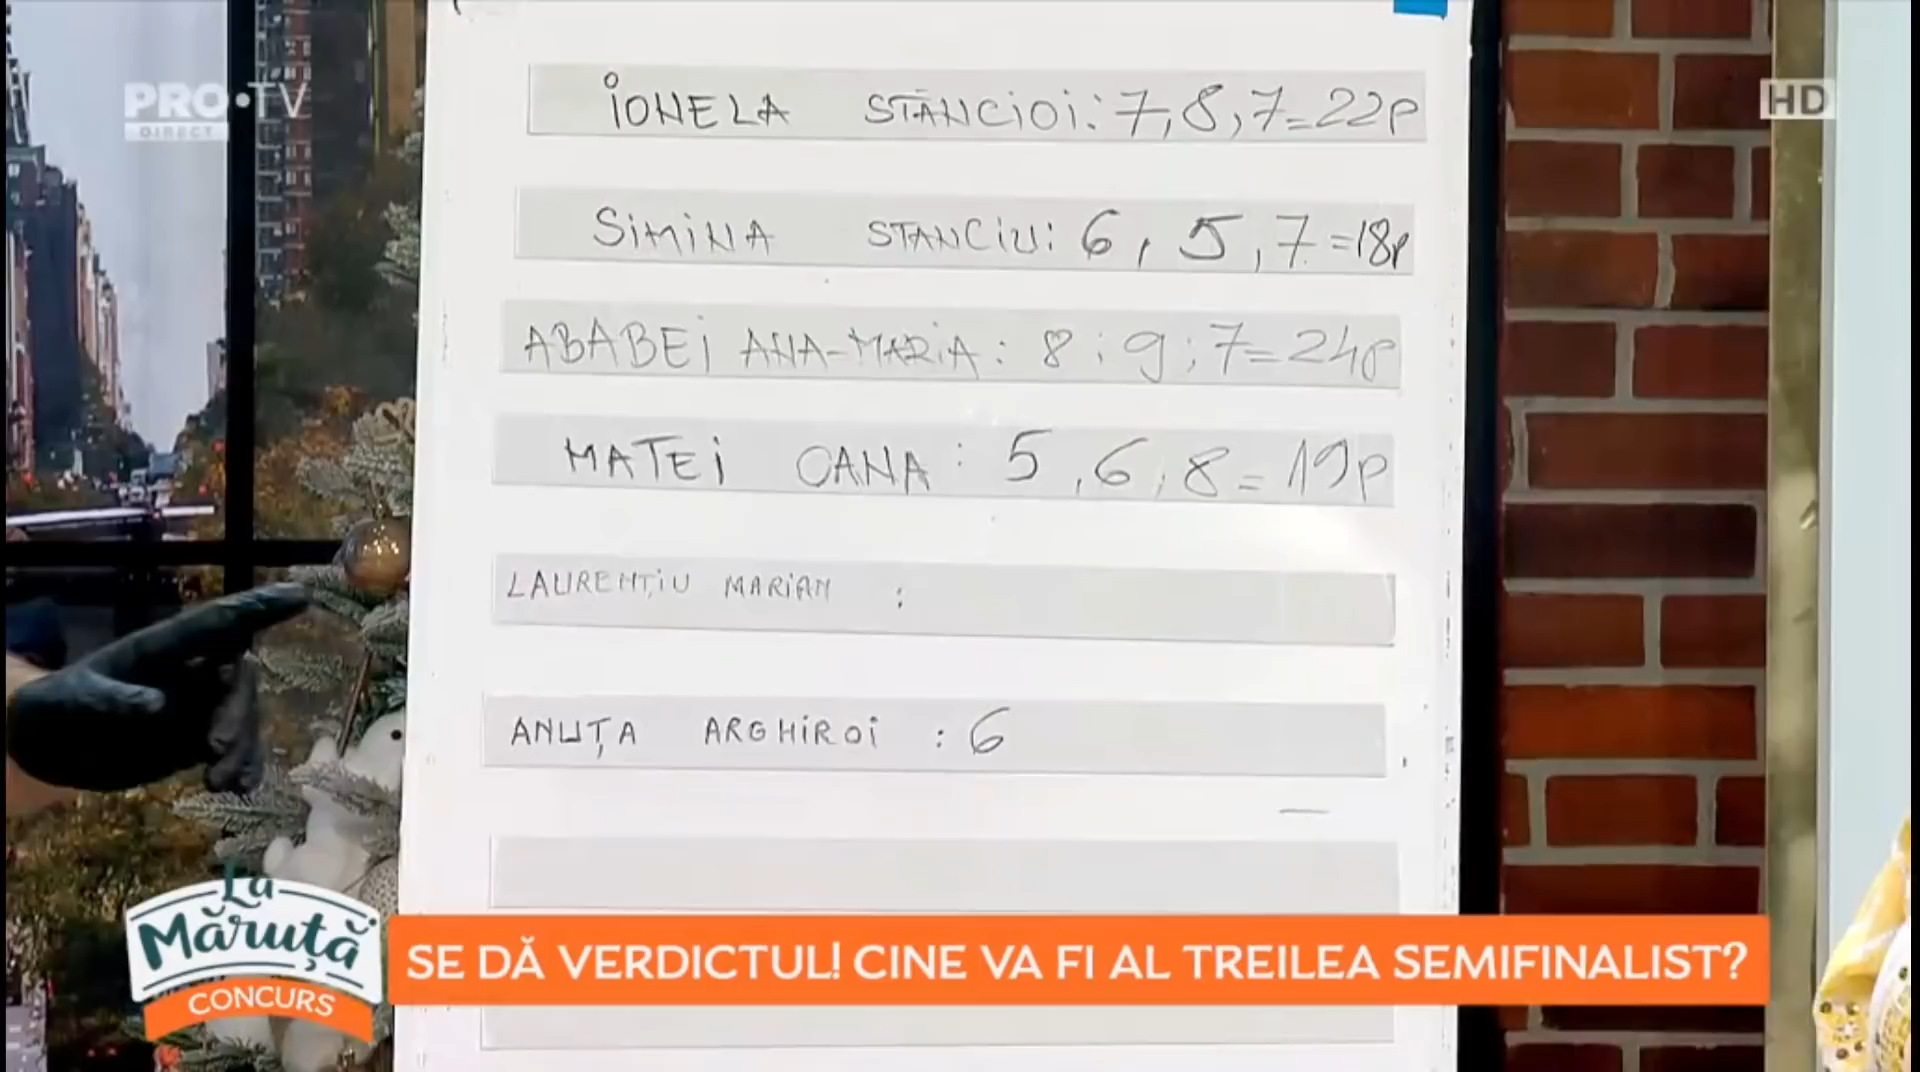 PRO•TV
DIRECT
HD
IONELA STĂNCIOI: 7, 8, 7 = 22p
SIMINA STANCIU: 6, 5, 7 = 18p
ABABEI ANA-MARIA: 8; 9; 7 = 24p
MATEI OANA: 5, 6, 8 = 19p
LAURENȚIU MARIAN :
ANUȚA ARGHIROI : 6
La
Măruță
CONCURS
SE DĂ VERDICTUL! CINE VA FI AL TREILEA SEMIFINALIST?